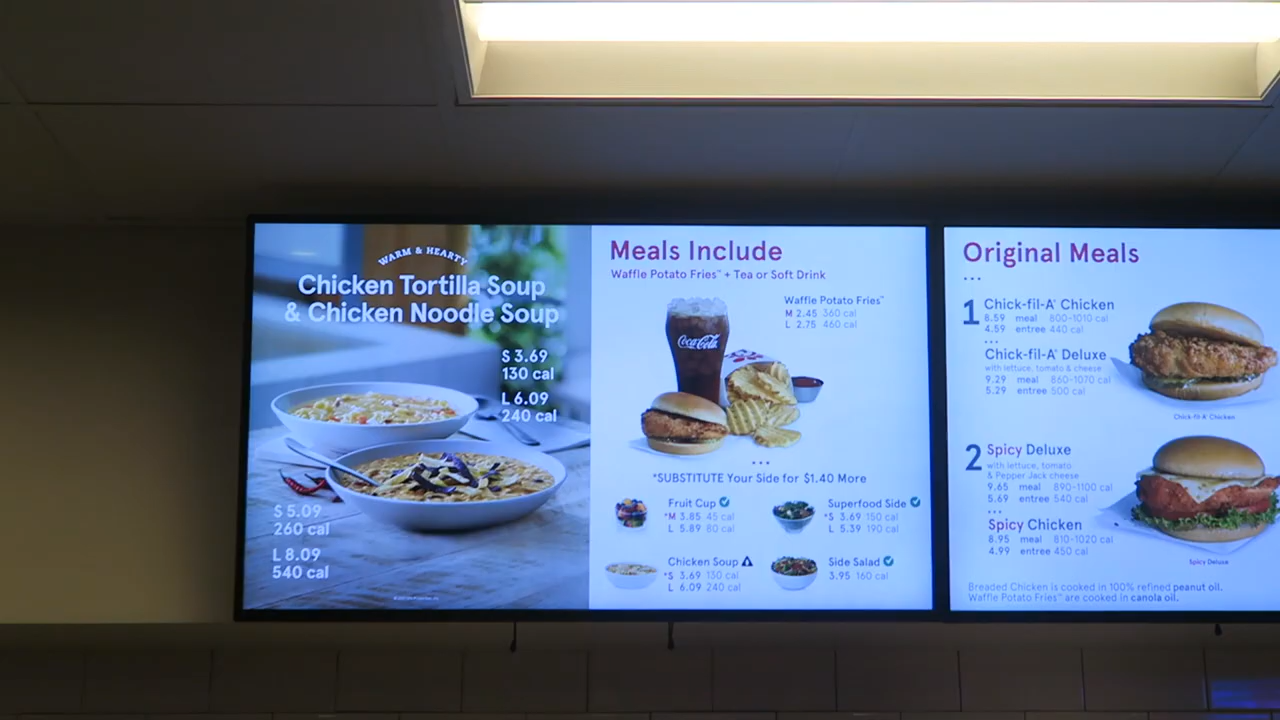 WARM & HEARTY
Chicken Tortilla Soup
& Chicken Noodle Soup
S 3.69
130 cal
L 6.09
240 cal
S 5.09
260 cal
L 8.09
540 cal
Meals Include
Waffle Potato Fries™ + Tea or Soft Drink
Waffle Potato Fries™
M 2.45 360 cal
L 2.75 460 cal
Coca-Cola
*SUBSTITUTE Your Side for $1.40 More
Fruit Cup
*M 3.85 45 cal
L 5.89 80 cal
Superfood Side
*S 3.69 150 cal
L 5.39 190 cal
Chicken Soup
*S 3.69 130 cal
L 6.09 240 cal
Side Salad
3.95 160 cal
Original Meals
1 Chick-fil-A® Chicken
8.59 meal 800-1010 cal
4.59 entree 440 cal
Chick-fil-A® Deluxe
with lettuce, tomato & cheese
9.29 meal 860-1070 cal
5.29 entree 500 cal
Chick-fil-A® Chicken
2 Spicy Deluxe
with lettuce, tomato
& Pepper Jack cheese
9.65 meal 890-1100 cal
5.69 entree 540 cal
Spicy Chicken
8.95 meal 810-1020 cal
4.99 entree 450 cal
Spicy Deluxe
Breaded Chicken is cooked in 100% refined peanut oil.
Waffle Potato Fries™ are cooked in canola oil.